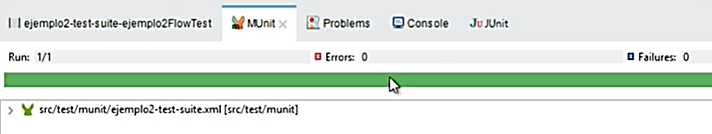 ejemplo2-test-suite-ejemplo2FlowTest MUnit Problems Console JUnit
Run: 1/1 Errors: 0 Failures: 0
src/test/munit/ejemplo2-test-suite.xml [src/test/munit]